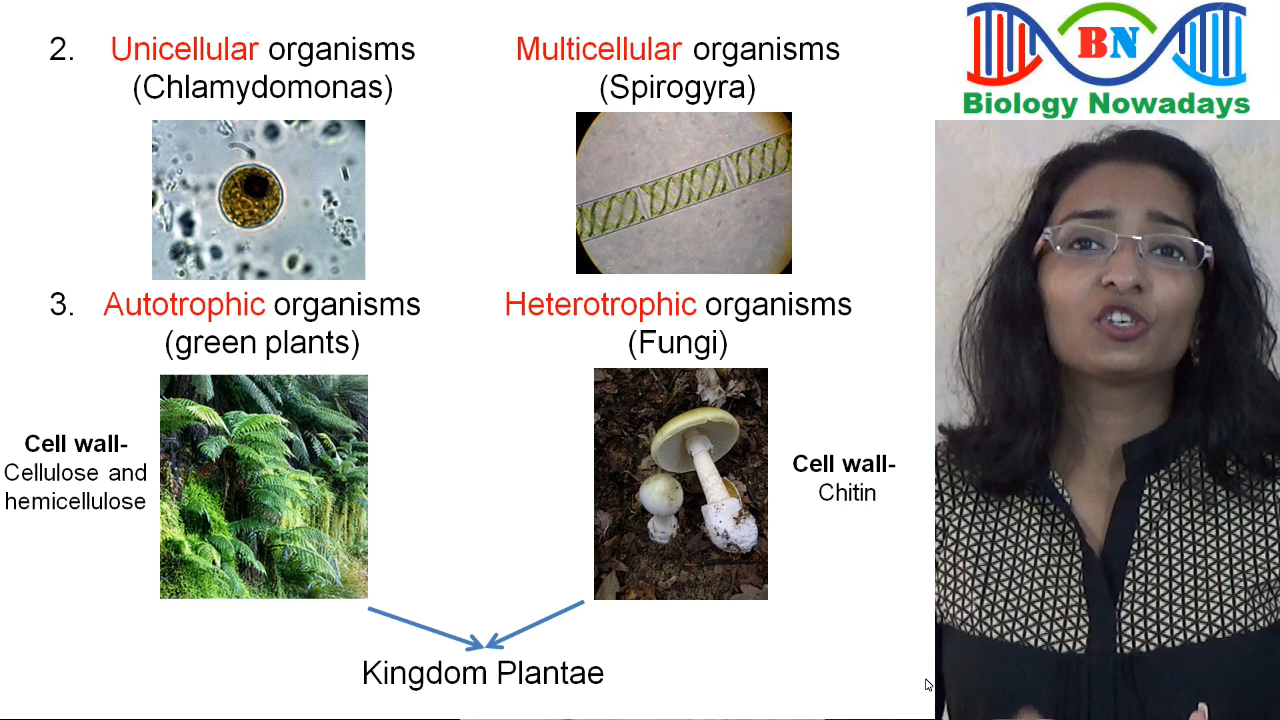 2. Unicellular organisms
(Chlamydomonas)
Multicellular organisms
(Spirogyra)
BN
Biology Nowadays
3. Autotrophic organisms
(green plants)
Heterotrophic organisms
(Fungi)
Cell wall-
Cellulose and
hemicellulose
Cell wall-
Chitin
Kingdom Plantae